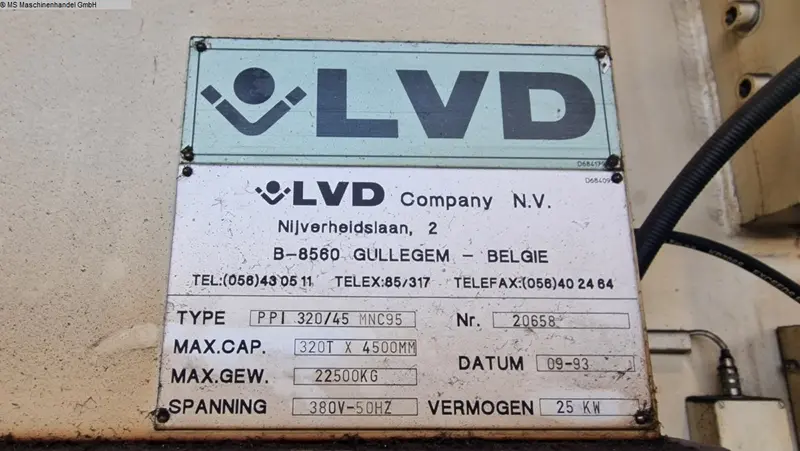 © MS Maschinenhandel GmbH
LVD
D68409
LVD Company N.V.
Nijverheidslaan, 2
B-8560 GULLEGEM - BELGIE
TEL:(056)43 05 11 TELEX:85/317 TELEFAX:(056)40 24 64
TYPE PPI 320/45 MNC95 Nr. 20658
MAX.CAP. 320T X 4500MM
DATUM 09-93
MAX.GEW. 22500KG
SPANNING 380V-50HZ VERMOGEN 25 KW